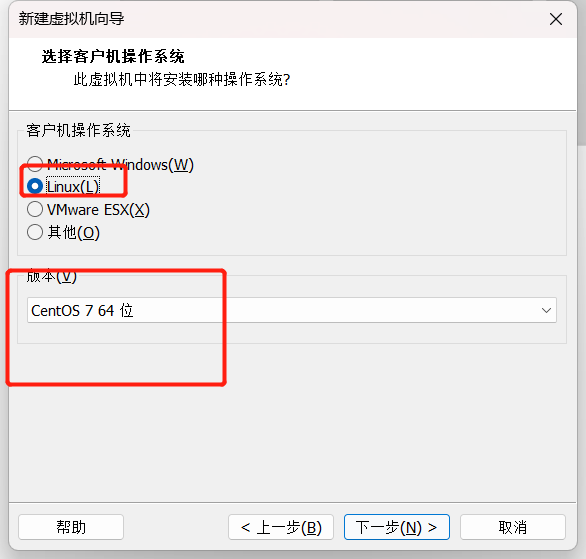 新建虚拟机向导
选择客户机操作系统
此虚拟机中将安装哪种操作系统?
客户机操作系统
Microsoft Windows(W)
Linux(L)
VMware ESX(X)
其他(O)
版本(V)
CentOS 7 64 位
帮助
< 上一步(B)
下一步(N) >
取消